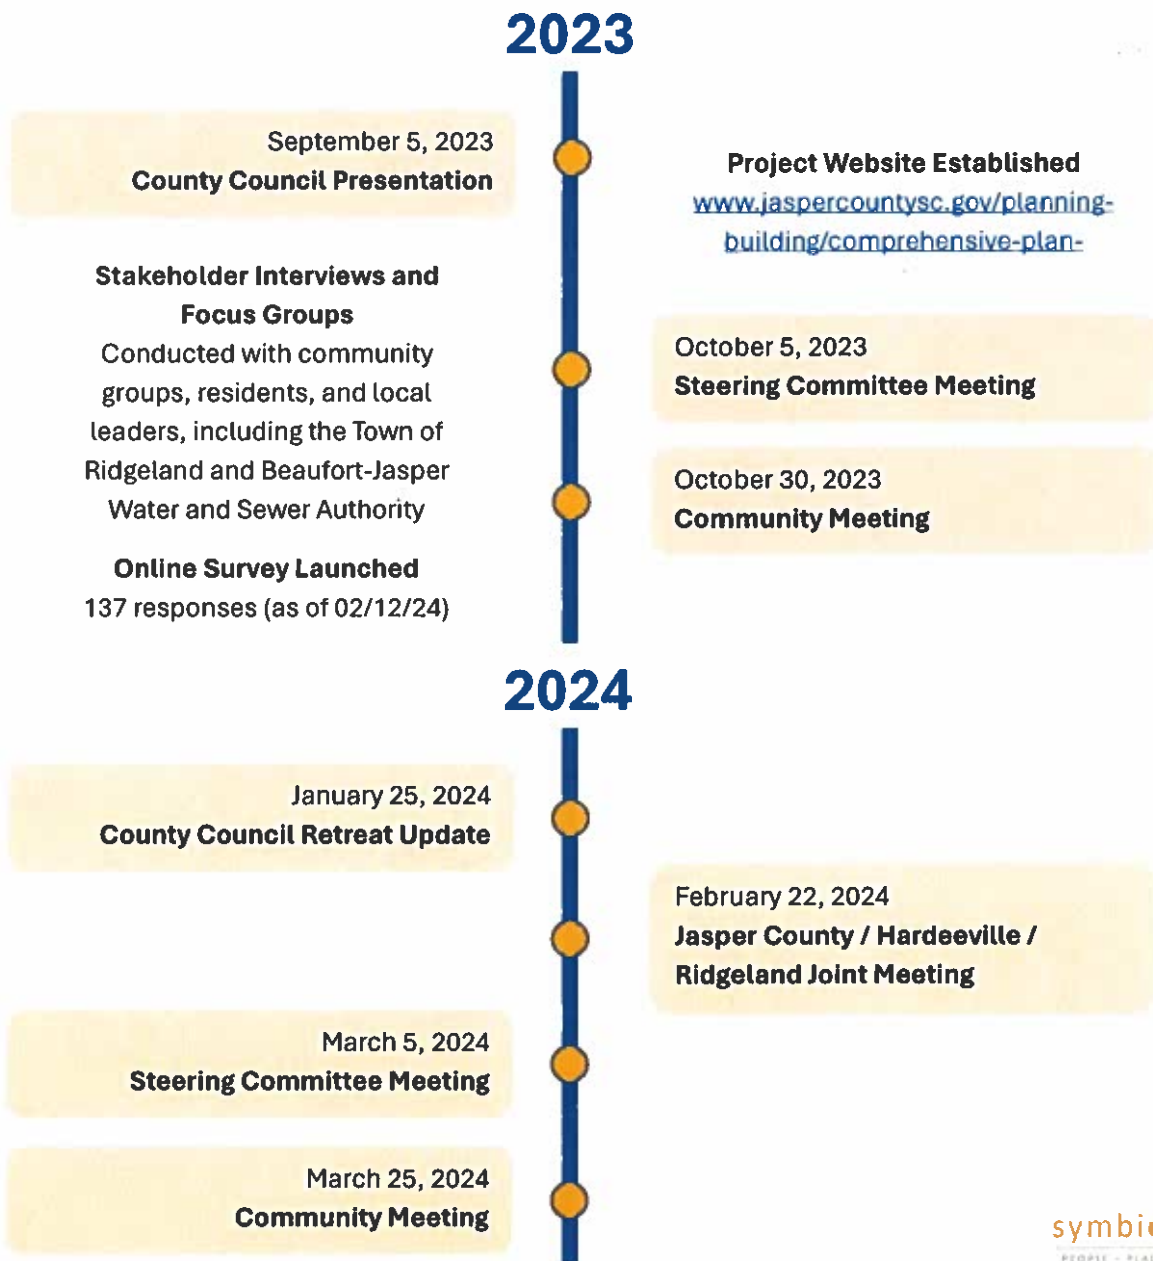 2023
September 5, 2023
County Council Presentation
Project Website Established
www.jaspercountysc.gov/planning-
building/comprehensive-plan-
Stakeholder Interviews and
Focus Groups
Conducted with community
groups, residents, and local
leaders, including the Town of
Ridgeland and Beaufort-Jasper
Water and Sewer Authority
October 5, 2023
Steering Committee Meeting
October 30, 2023
Community Meeting
Online Survey Launched
137 responses (as of 02/12/24)
2024
January 25, 2024
County Council Retreat Update
February 22, 2024
Jasper County / Hardeeville /
Ridgeland Joint Meeting
March 5, 2024
Steering Committee Meeting
March 25, 2024
Community Meeting
symbi
PEOPLE